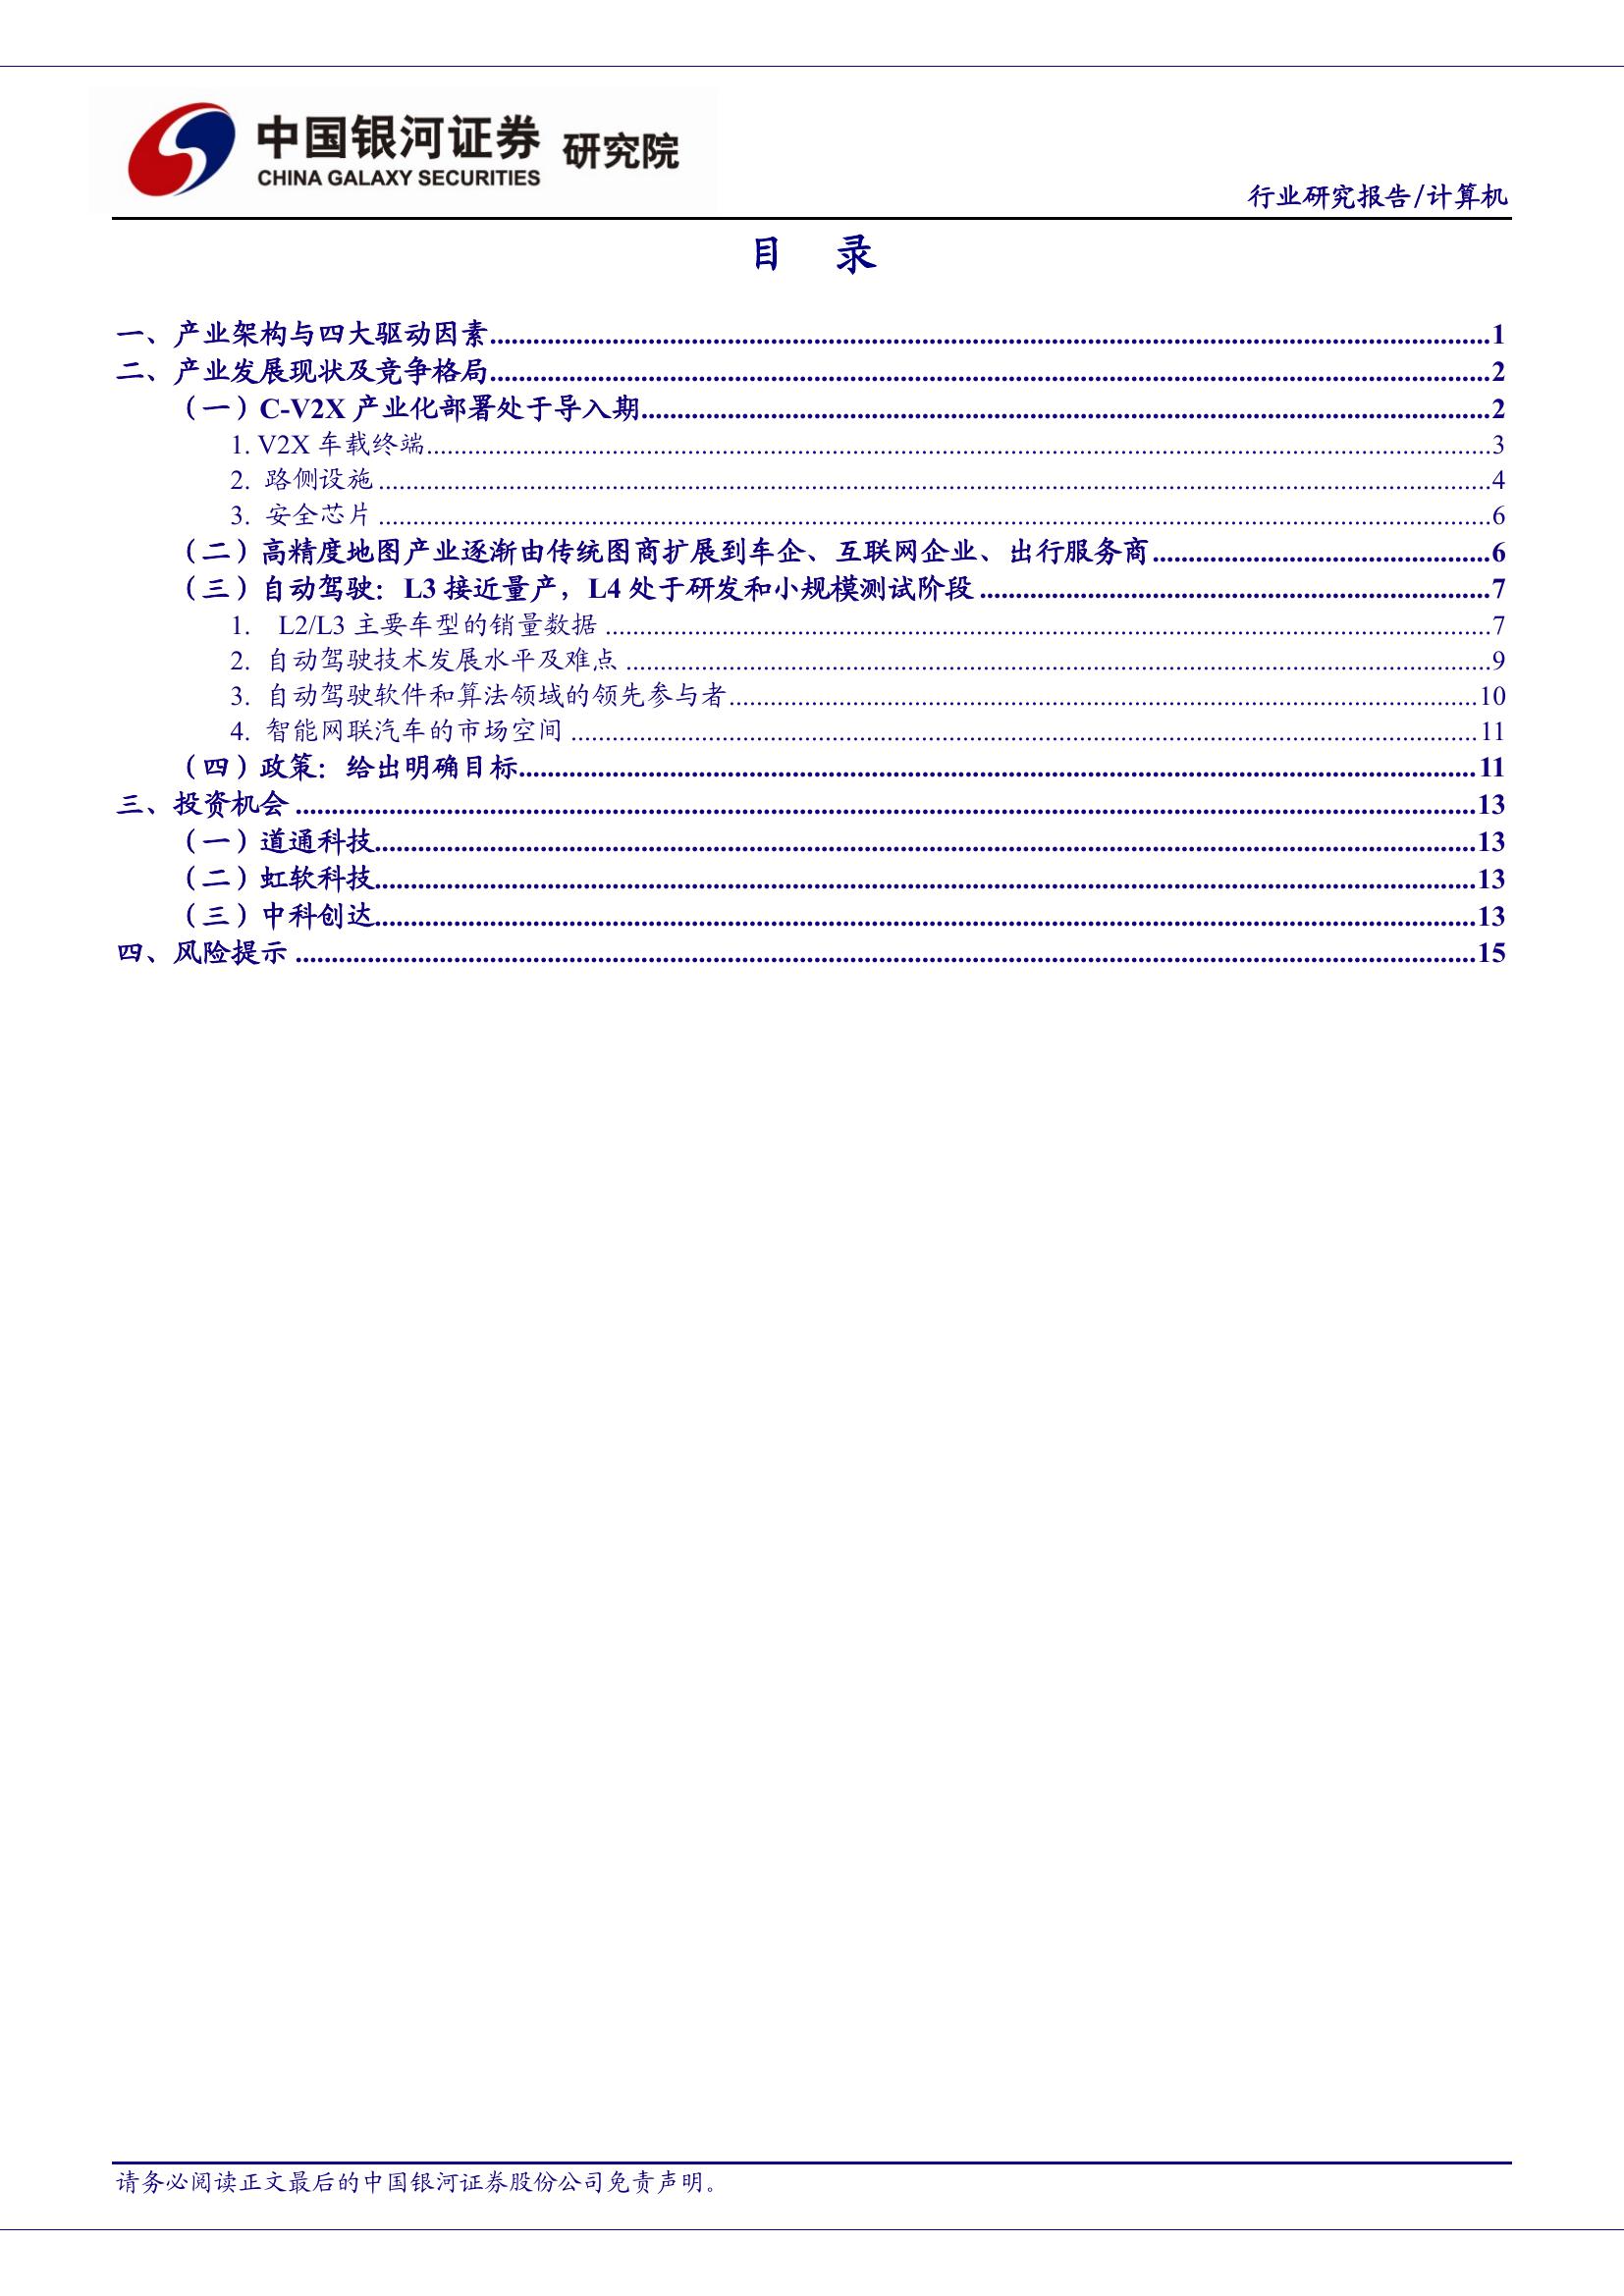 中国银河证券 研究院
CHINA GALAXY SECURITIES
行业研究报告/计算机
目 录
一、产业架构与四大驱动因素........1
二、产业发展现状及竞争格局........2
（一）C-V2X 产业化部署处于导入期........2
1. V2X 车载终端........3
2. 路侧设施........4
3. 安全芯片........6
（二）高精度地图产业逐渐由传统图商扩展到车企、互联网企业、出行服务商........6
（三）自动驾驶：L3 接近量产，L4 处于研发和小规模测试阶段........7
1. L2/L3 主要车型的销量数据........7
2. 自动驾驶技术发展水平及难点........9
3. 自动驾驶软件和算法领域的领先参与者........10
4. 智能网联汽车的市场空间........11
（四）政策：给出明确目标........11
三、投资机会........13
（一）道通科技........13
（二）虹软科技........13
（三）中科创达........13
四、风险提示........15
请务必阅读正文最后的中国银河证券股份公司免责声明。